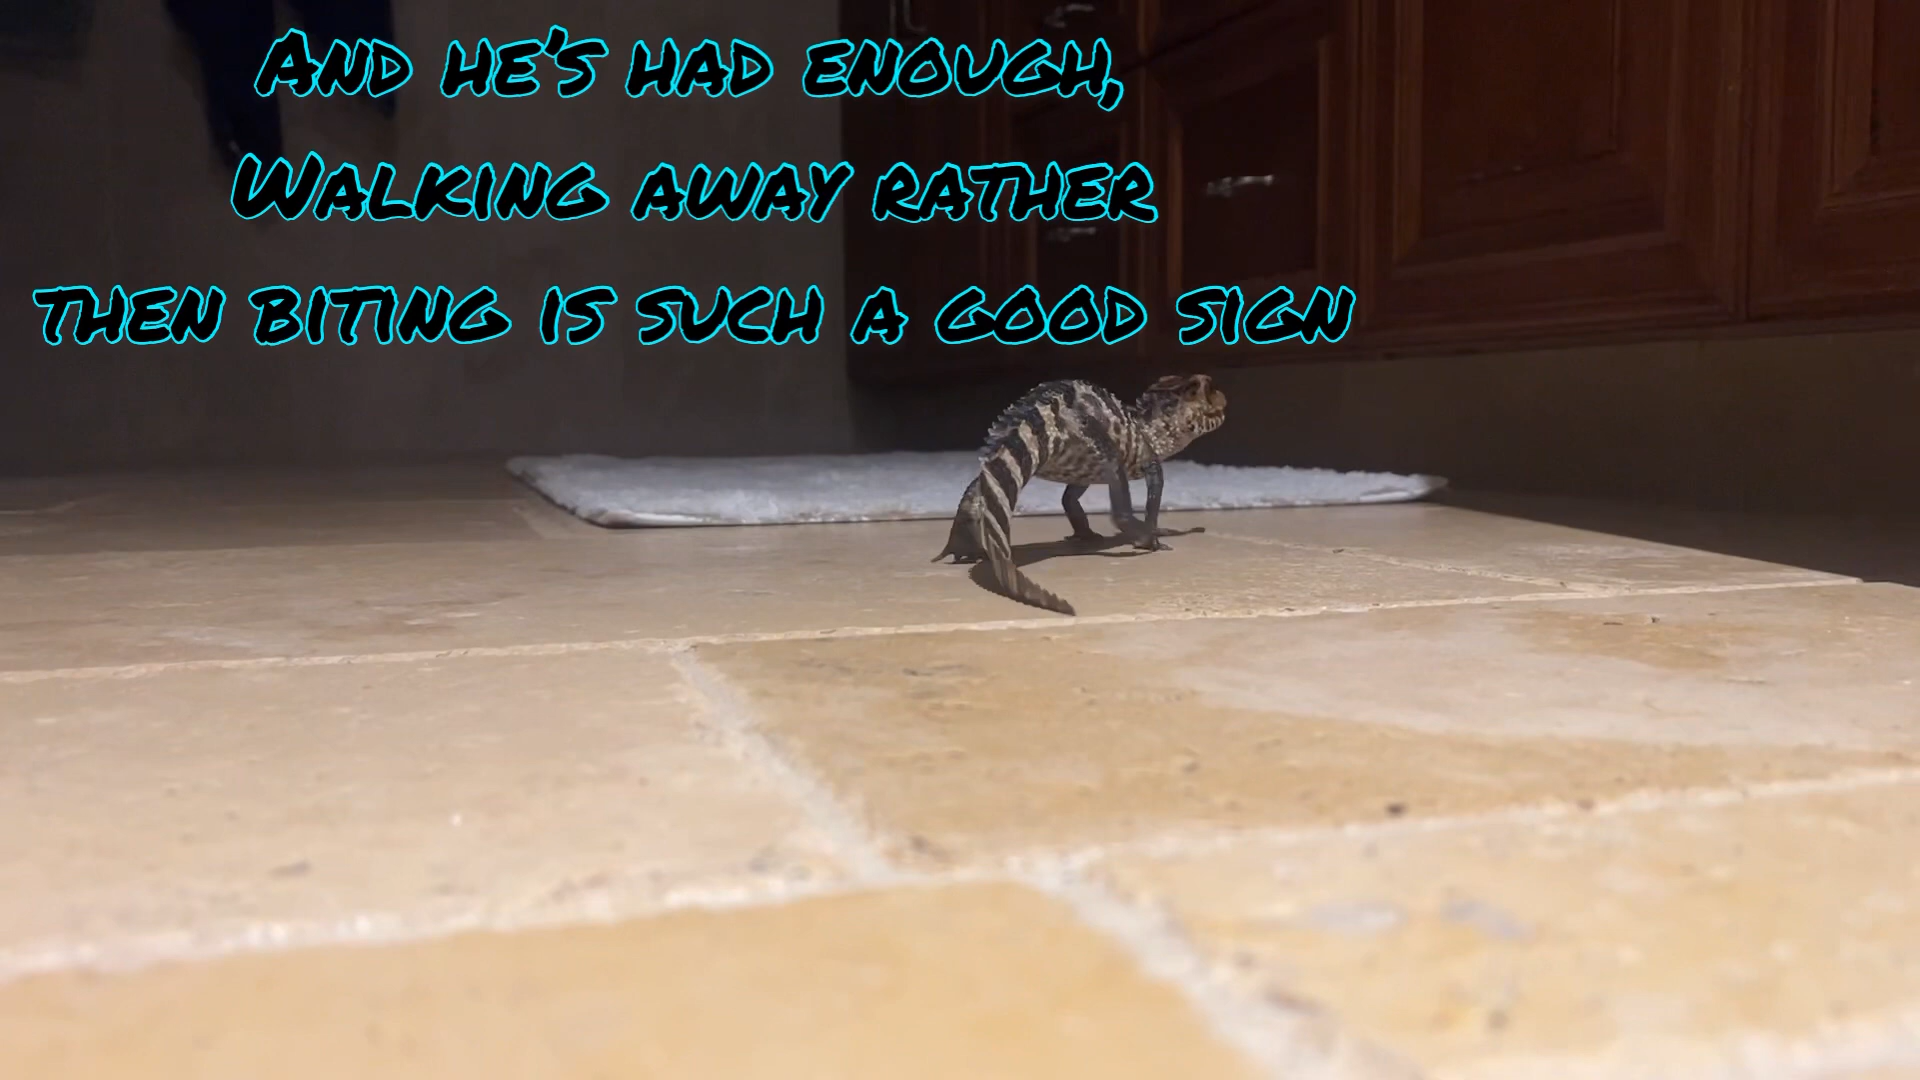 And he's had enough,
Walking away rather
then biting is such a good sign